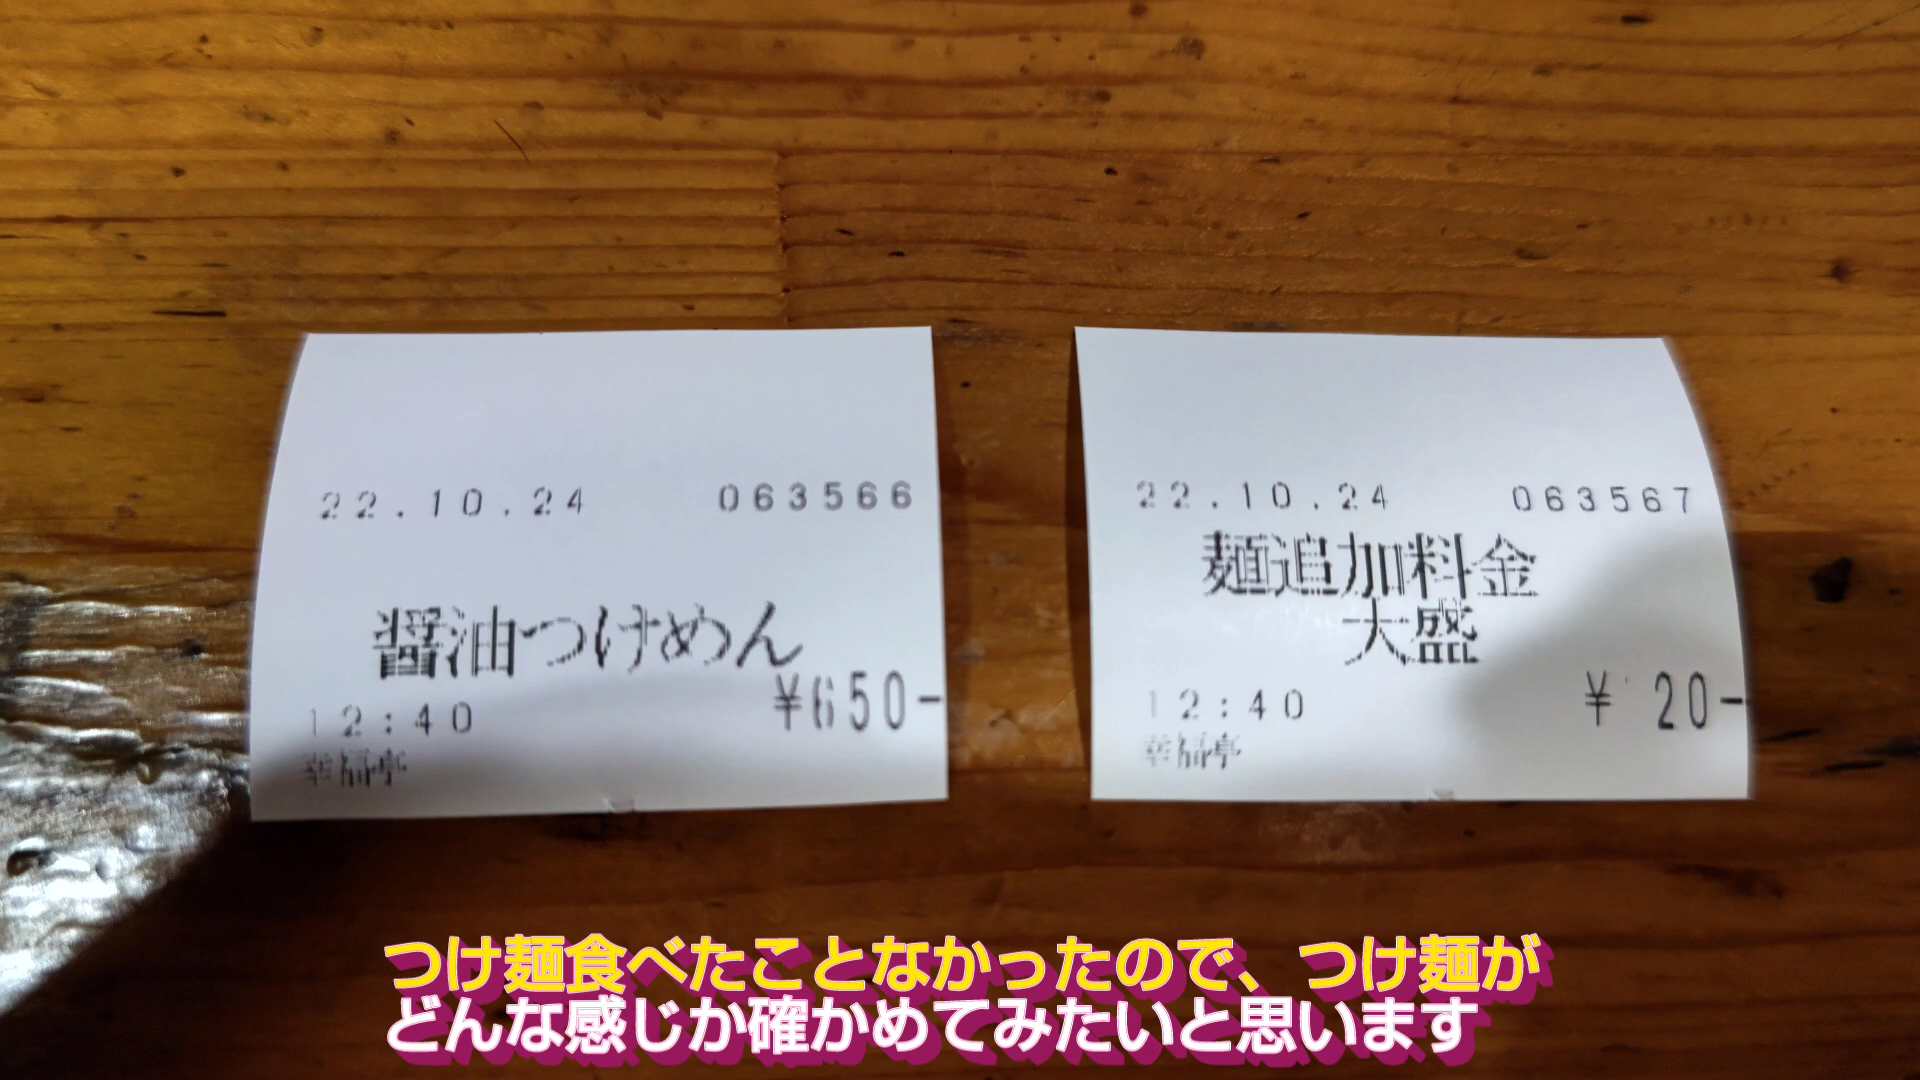 22.10.24 063566
醤油つけめん
¥650-
12:40
幸福亭
22.10.24 063567
麺追加料金
大盛
¥ 20-
12:40
幸福亭
つけ麺食べたことなかったので、つけ麺が
どんな感じか確かめてみたいと思います